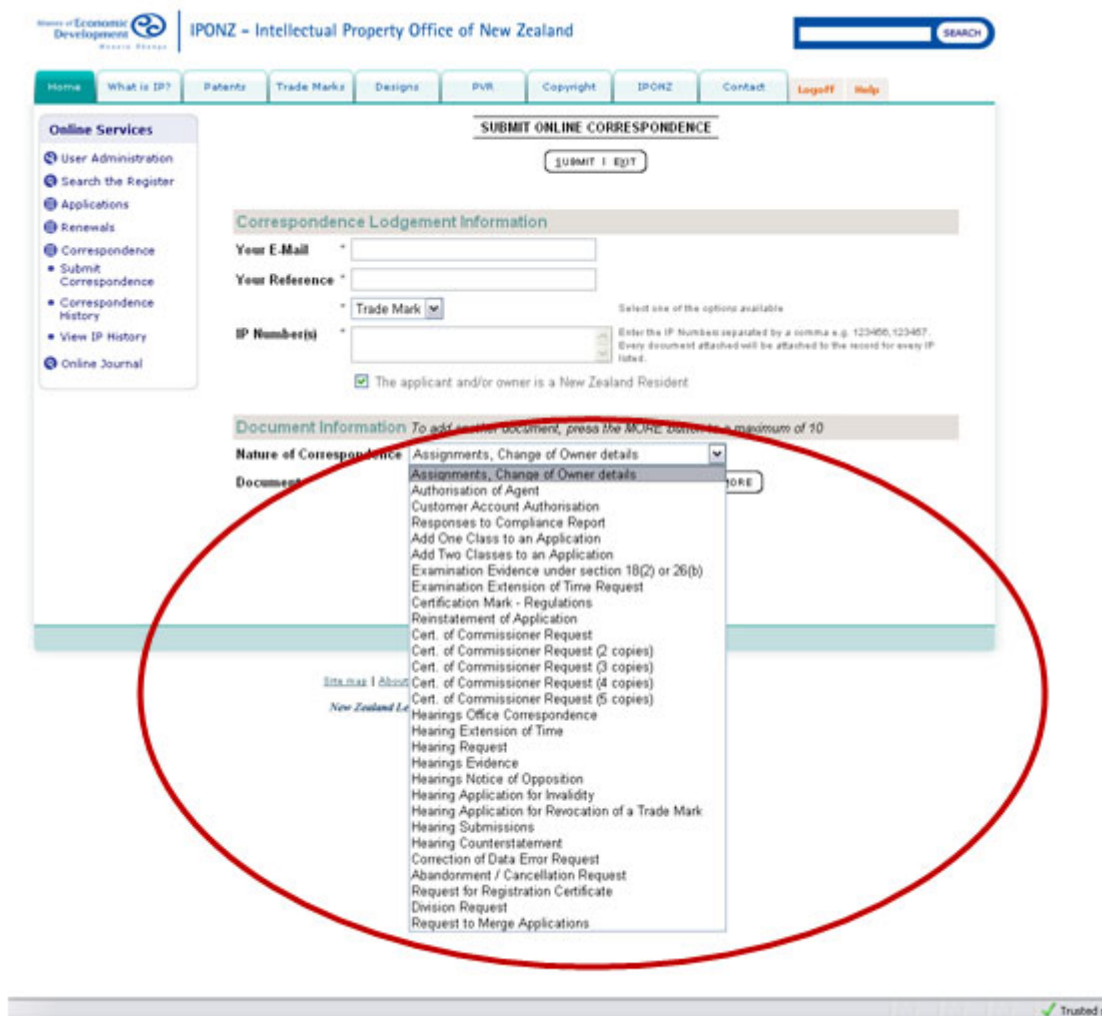 Ministry of Economic
Development
Manatū Ōhanga
IPONZ – Intellectual Property Office of New Zealand
SEARCH
Home What is IP? Patents Trade Marks Designs PVR Copyright IPONZ Contact Logoff Help
Online Services
User Administration
Search the Register
Applications
Renewals
Correspondence
Submit
Correspondence
Correspondence
History
View IP History
Online Journal
SUBMIT ONLINE CORRESPONDENCE
SUBMIT | EXIT
Correspondence Lodgement Information
Your E-Mail *
Your Reference *
* Trade Mark Select one of the options available
IP Number(s) * Enter the IP Numbers separated by a comma e.g. 123456,123457.
Every document attached will be attached to the record for every IP
listed.
The applicant and/or owner is a New Zealand Resident
Document Information To add another document, press the MORE button to a maximum of 10
Nature of Correspondence Assignments, Change of Owner details
Document MORE
Assignments, Change of Owner details
Authorisation of Agent
Customer Account Authorisation
Responses to Compliance Report
Add One Class to an Application
Add Two Classes to an Application
Examination Evidence under section 18(2) or 26(b)
Examination Extension of Time Request
Certification Mark - Regulations
Reinstatement of Application
Cert. of Commissioner Request
Cert. of Commissioner Request (2 copies)
Cert. of Commissioner Request (3 copies)
Cert. of Commissioner Request (4 copies)
Cert. of Commissioner Request (5 copies)
Hearings Office Correspondence
Hearing Extension of Time
Hearing Request
Hearings Evidence
Hearings Notice of Opposition
Hearing Application for Invalidity
Hearing Application for Revocation of a Trade Mark
Hearing Submissions
Hearing Counterstatement
Correction of Data Error Request
Abandonment / Cancellation Request
Request for Registration Certificate
Division Request
Request to Merge Applications
Site map | About
New Zealand
Trusted